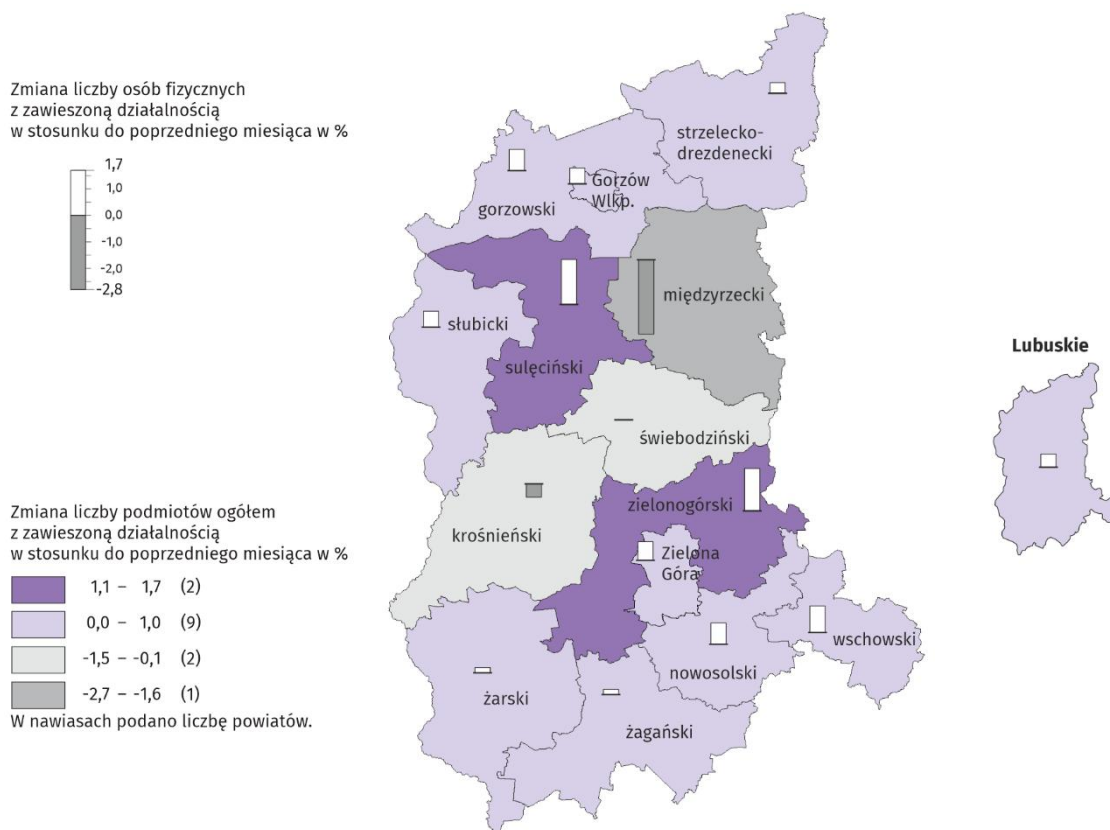 Zmiana liczby osób fizycznych
z zawieszoną działalnością
w stosunku do poprzedniego miesiąca w %
1,7
1,0
0,0
-1,0
-2,0
-2,8
strzelecko-
drezdenecki
Gorzów
Wlkp.
gorzowski
międzyrzecki
słubicki
sulęciński
Lubuskie
świebodziński
zielonogórski
krośnieński
Zielona
Góra
wschowski
nowosolski
żarski
żagański
Zmiana liczby podmiotów ogółem
z zawieszoną działalnością
w stosunku do poprzedniego miesiąca w %
1,1 – 1,7 (2)
0,0 – 1,0 (9)
-1,5 – -0,1 (2)
-2,7 – -1,6 (1)
W nawiasach podano liczbę powiatów.